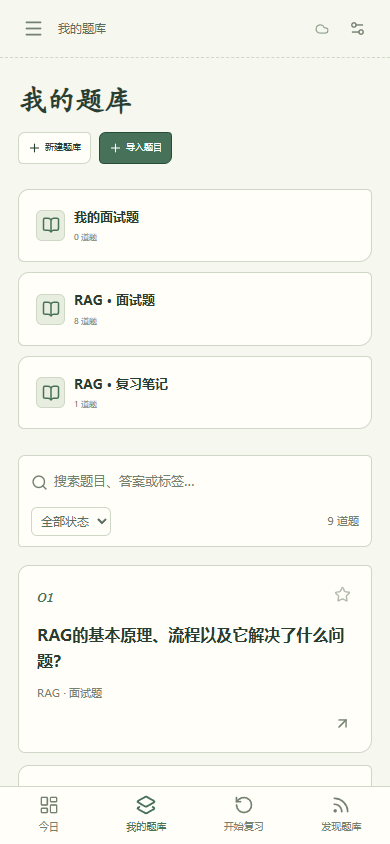 我的题库
我的题库
新建题库
导入题目
我的面试题
0 道题
RAG • 面试题
8 道题
RAG • 复习笔记
1 道题
搜索题目、答案或标签...
全部状态
9 道题
01
RAG的基本原理、流程以及它解决了什么问
题?
RAG · 面试题
今日
我的题库
开始复习
发现题库